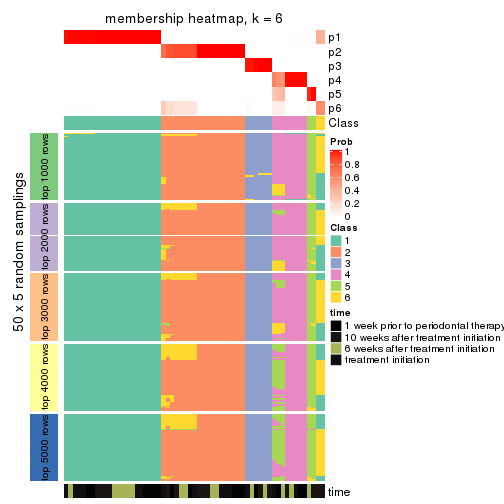 membership heatmap, k = 6
p1
p2
p3
p4
p5
p6
Class
50 x 5 random samplings
top 1000 rows
top 2000 rows
top 3000 rows
top 4000 rows
top 5000 rows
Prob
1
0.8
0.6
0.4
0.2
0
Class
1
2
3
4
5
6
time
1 week prior to periodontal therapy
10 weeks after treatment initiation
6 weeks after treatment initiation
treatment initiation
time